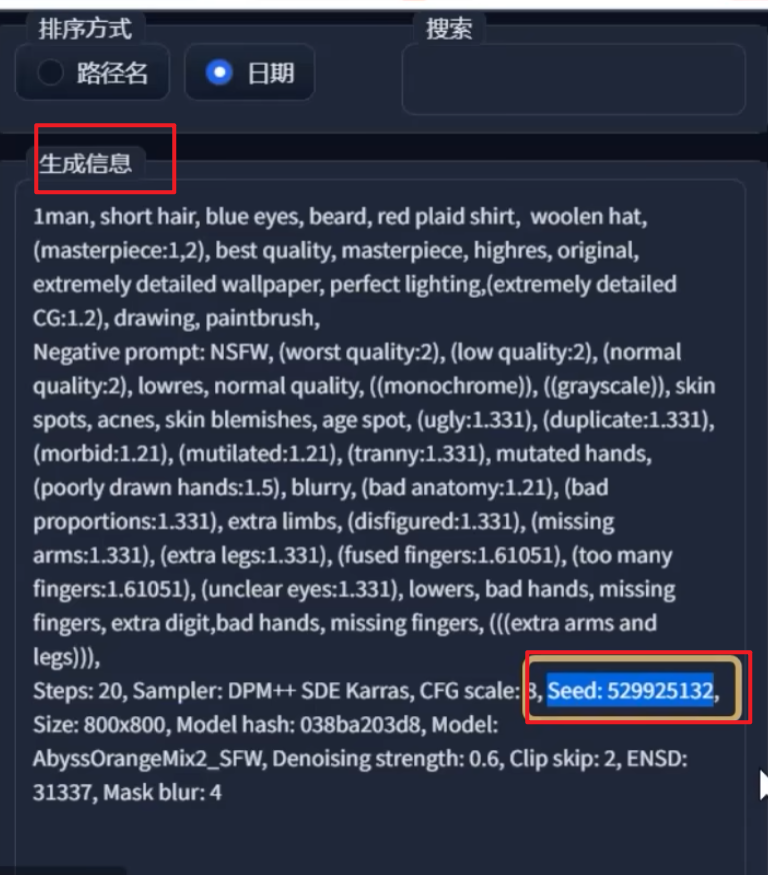 排序方式
搜索
路径名
日期
生成信息
1man, short hair, blue eyes, beard, red plaid shirt,  woolen hat,
(masterpiece:1,2), best quality, masterpiece, highres, original,
extremely detailed wallpaper, perfect lighting,(extremely detailed
CG:1.2), drawing, paintbrush,
Negative prompt: NSFW, (worst quality:2), (low quality:2), (normal
quality:2), lowres, normal quality, ((monochrome)), ((grayscale)), skin
spots, acnes, skin blemishes, age spot, (ugly:1.331), (duplicate:1.331),
(morbid:1.21), (mutilated:1.21), (tranny:1.331), mutated hands,
(poorly drawn hands:1.5), blurry, (bad anatomy:1.21), (bad
proportions:1.331), extra limbs, (disfigured:1.331), (missing
arms:1.331), (extra legs:1.331), (fused fingers:1.61051), (too many
fingers:1.61051), (unclear eyes:1.331), lowers, bad hands, missing
fingers, extra digit,bad hands, missing fingers, (((extra arms and
legs))),
Steps: 20, Sampler: DPM++ SDE Karras, CFG scale: 8, Seed: 529925132,
Size: 800x800, Model hash: 038ba203d8, Model:
AbyssOrangeMix2_SFW, Denoising strength: 0.6, Clip skip: 2, ENSD:
31337, Mask blur: 4